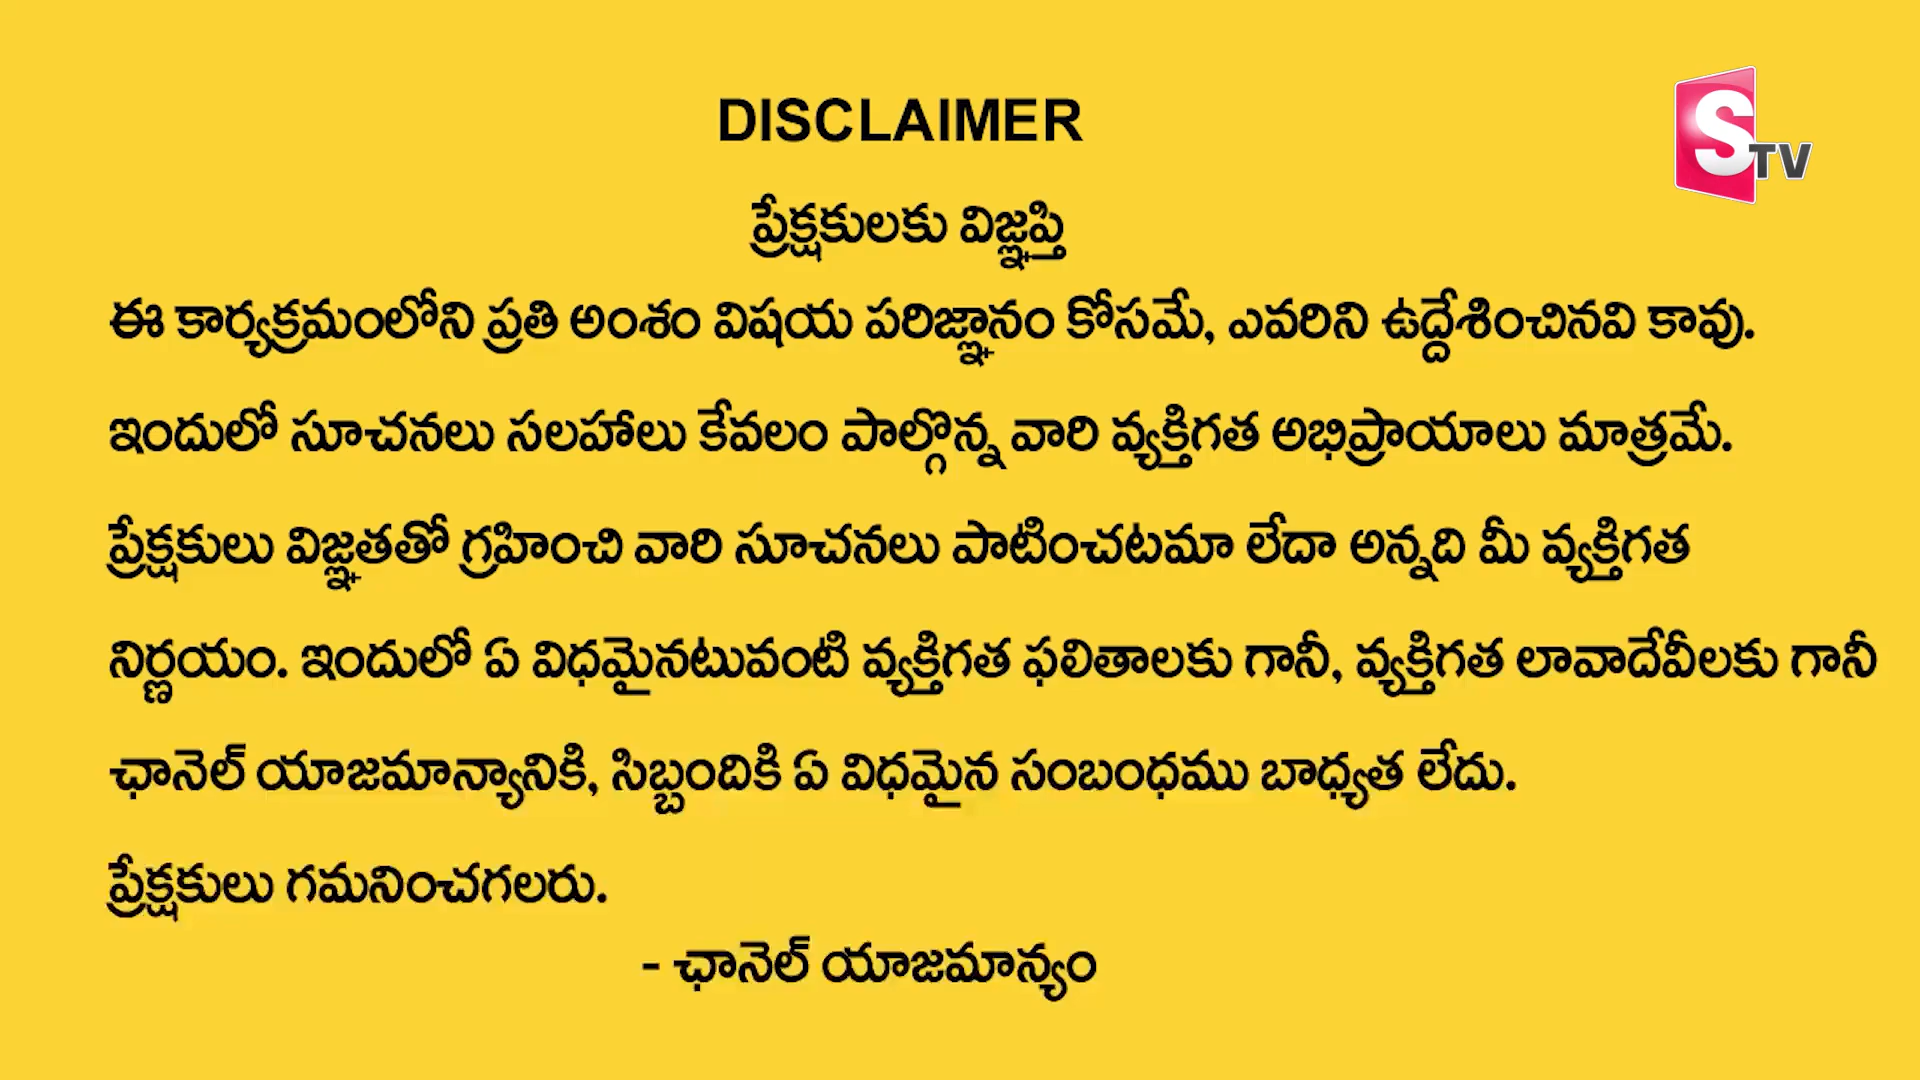 DISCLAIMER
STV
ప్రేక్షకులకు విజ్ఞప్తి
ఈ కార్యక్రమంలోని ప్రతి అంశం విషయ పరిజ్ఞానం కోసమే, ఎవరిని ఉద్దేశించినవి కావు.
ఇందులో సూచనలు సలహాలు కేవలం పాల్గొన్న వారి వ్యక్తిగత అభిప్రాయాలు మాత్రమే.
ప్రేక్షకులు విజ్ఞతతో గ్రహించి వారి సూచనలు పాటించటమా లేదా అన్నది మీ వ్యక్తిగత
నిర్ణయం. ఇందులో ఏ విధమైనటువంటి వ్యక్తిగత ఫలితాలకు గానీ, వ్యక్తిగత లావాదేవీలకు గానీ
ఛానెల్ యాజమాన్యానికి, సిబ్బందికి ఏ విధమైన సంబంధము బాధ్యత లేదు.
ప్రేక్షకులు గమనించగలరు.
- ఛానెల్ యాజమాన్యం